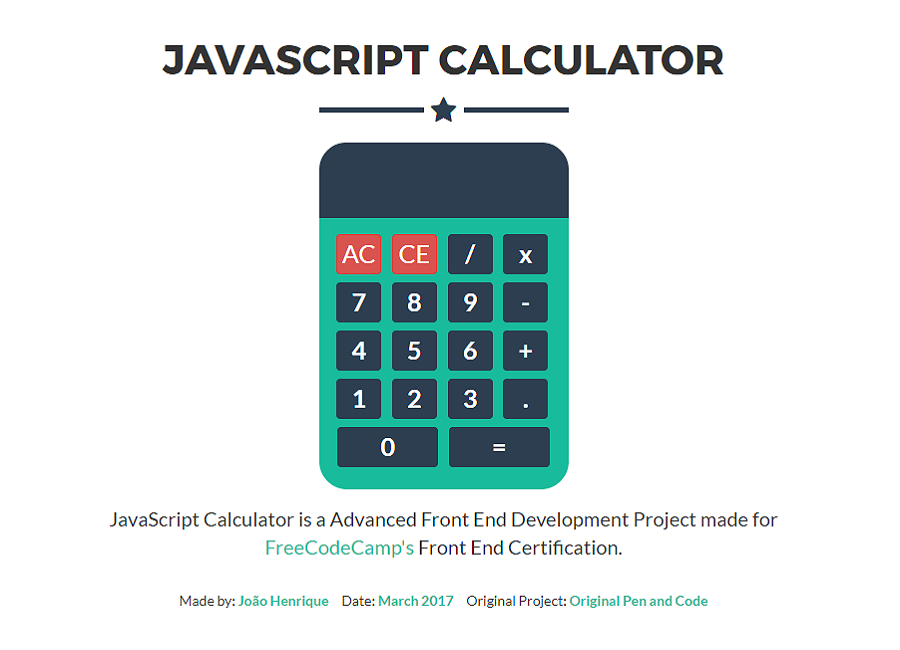 JAVASCRIPT CALCULATOR
AC CE / x
7 8 9 -
4 5 6 +
1 2 3 .
0 =
JavaScript Calculator is a Advanced Front End Development Project made for
FreeCodeCamp's Front End Certification.
Made by: João Henrique Date: March 2017 Original Project: Original Pen and Code